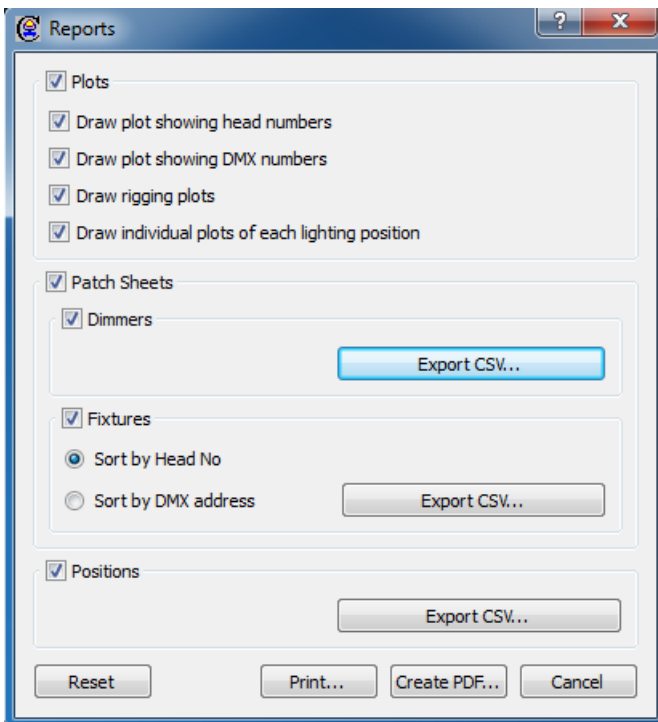 Reports
Plots
Draw plot showing head numbers
Draw plot showing DMX numbers
Draw rigging plots
Draw individual plots of each lighting position
Patch Sheets
Dimmers
Export CSV...
Fixtures
Sort by Head No
Sort by DMX address
Export CSV...
Positions
Export CSV...
Reset Print... Create PDF... Cancel